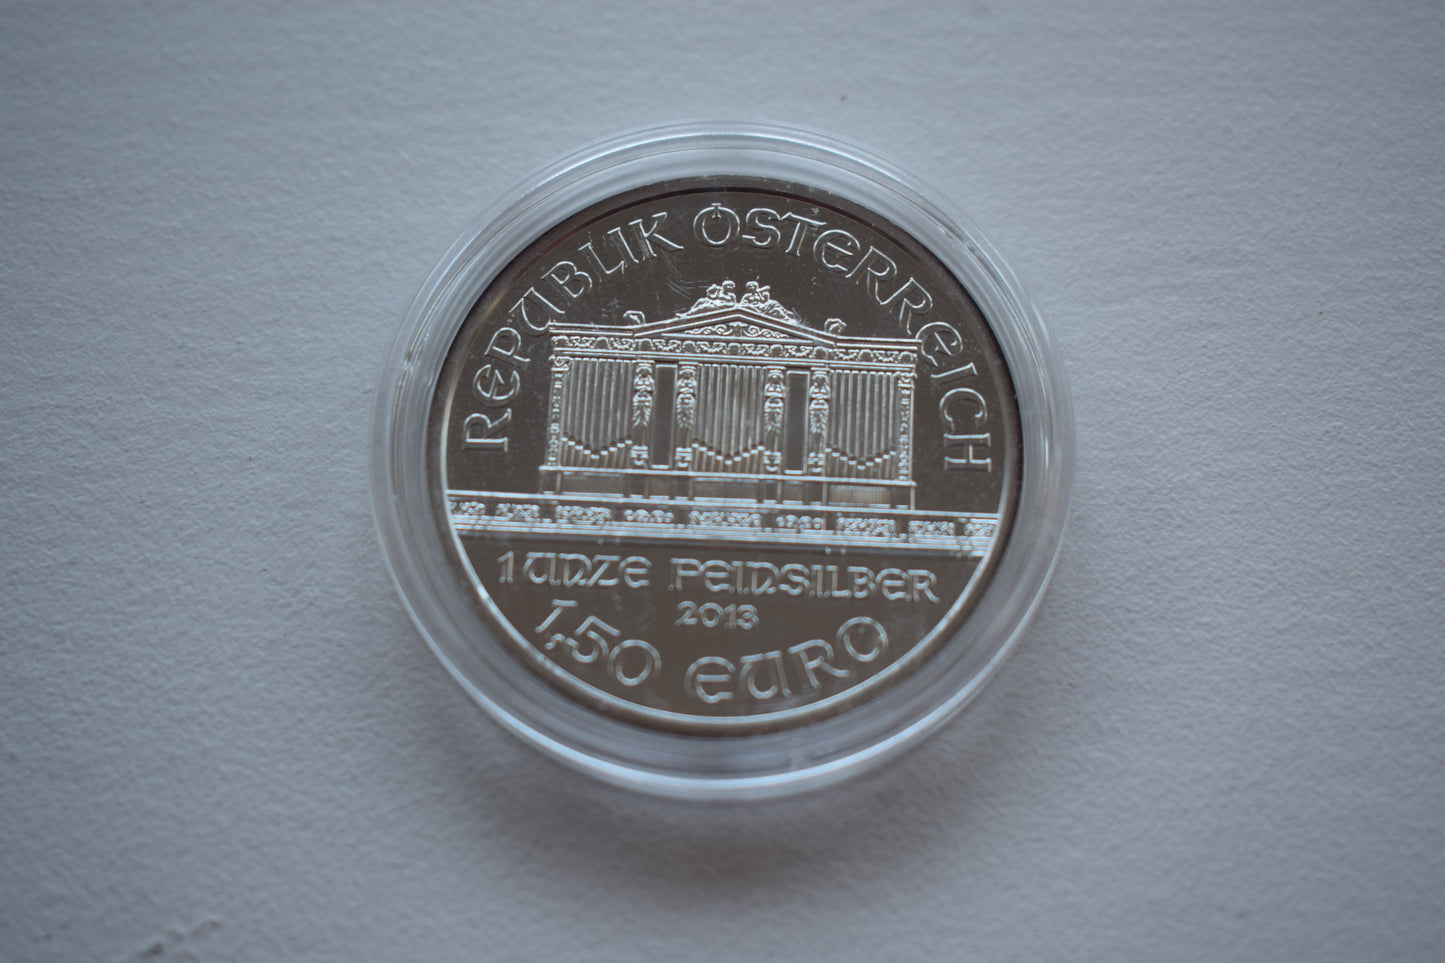 REPUBLIK ÖSTERREICH
1 UNZE FEINSILBER
2013
1,50 EURO